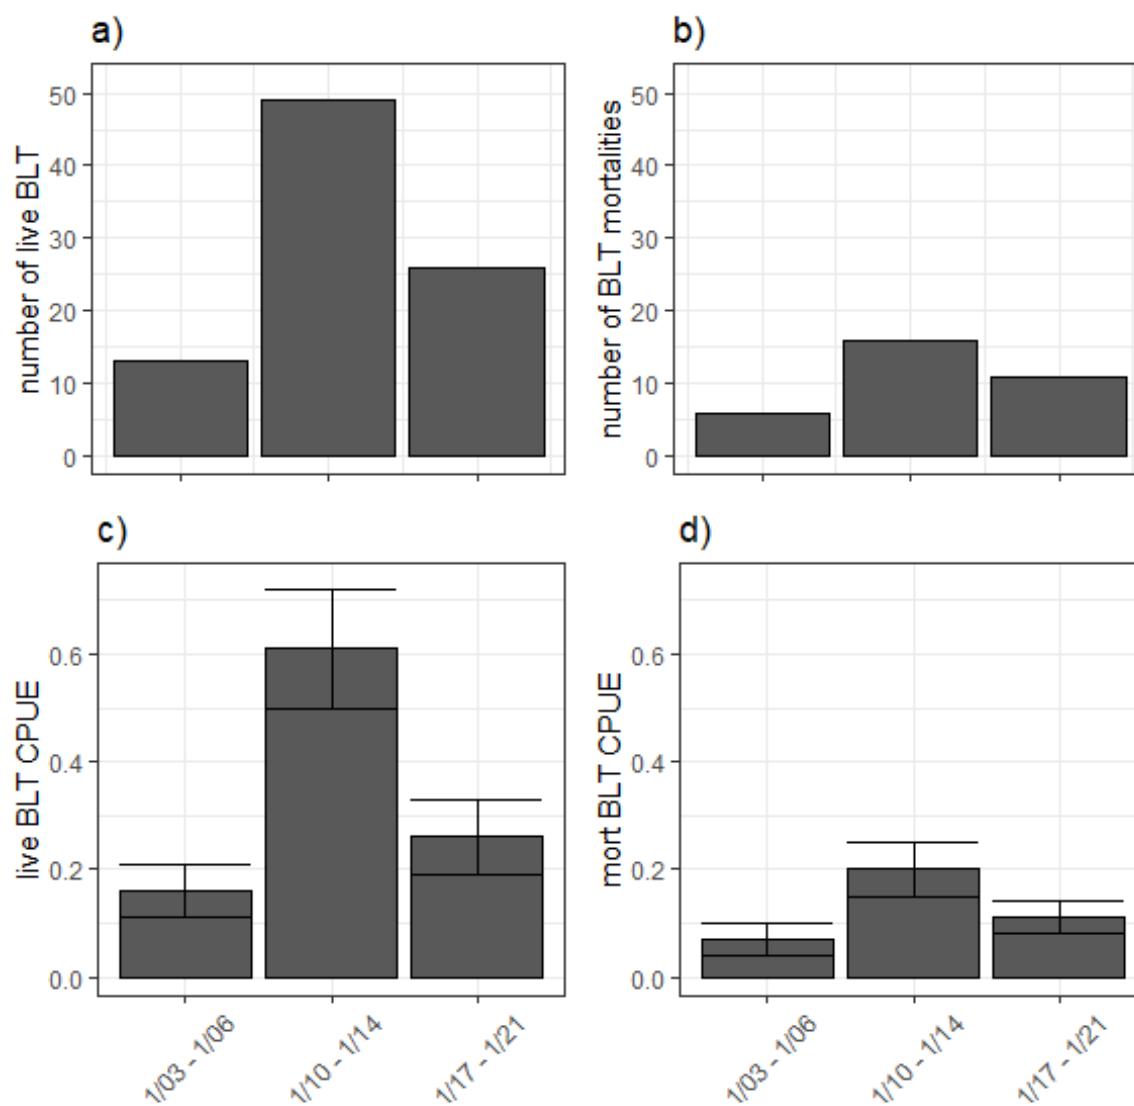 a)
number of live BLT
50
40
30
20
10
0
b)
number of BLT mortalities
50
40
30
20
10
0
c)
live BLT CPUE
0.6
0.4
0.2
0.0
1/03 - 1/06
1/10 - 1/14
1/17 - 1/21
d)
mort BLT CPUE
0.6
0.4
0.2
0.0
1/03 - 1/06
1/10 - 1/14
1/17 - 1/21